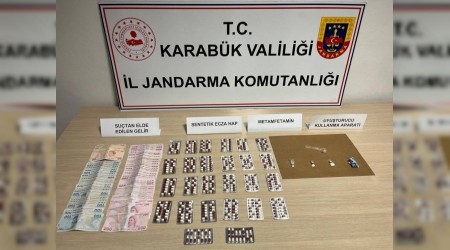 T.C.
KARABÜK VALİLİĞİ
İL JANDARMA KOMUTANLIĞI
SUÇTAN ELDE
EDİLEN GELİR
SENTETİK ECZA HAP
METAMFETAMİN
UYUŞTURUCU
KULLANMA APARATI